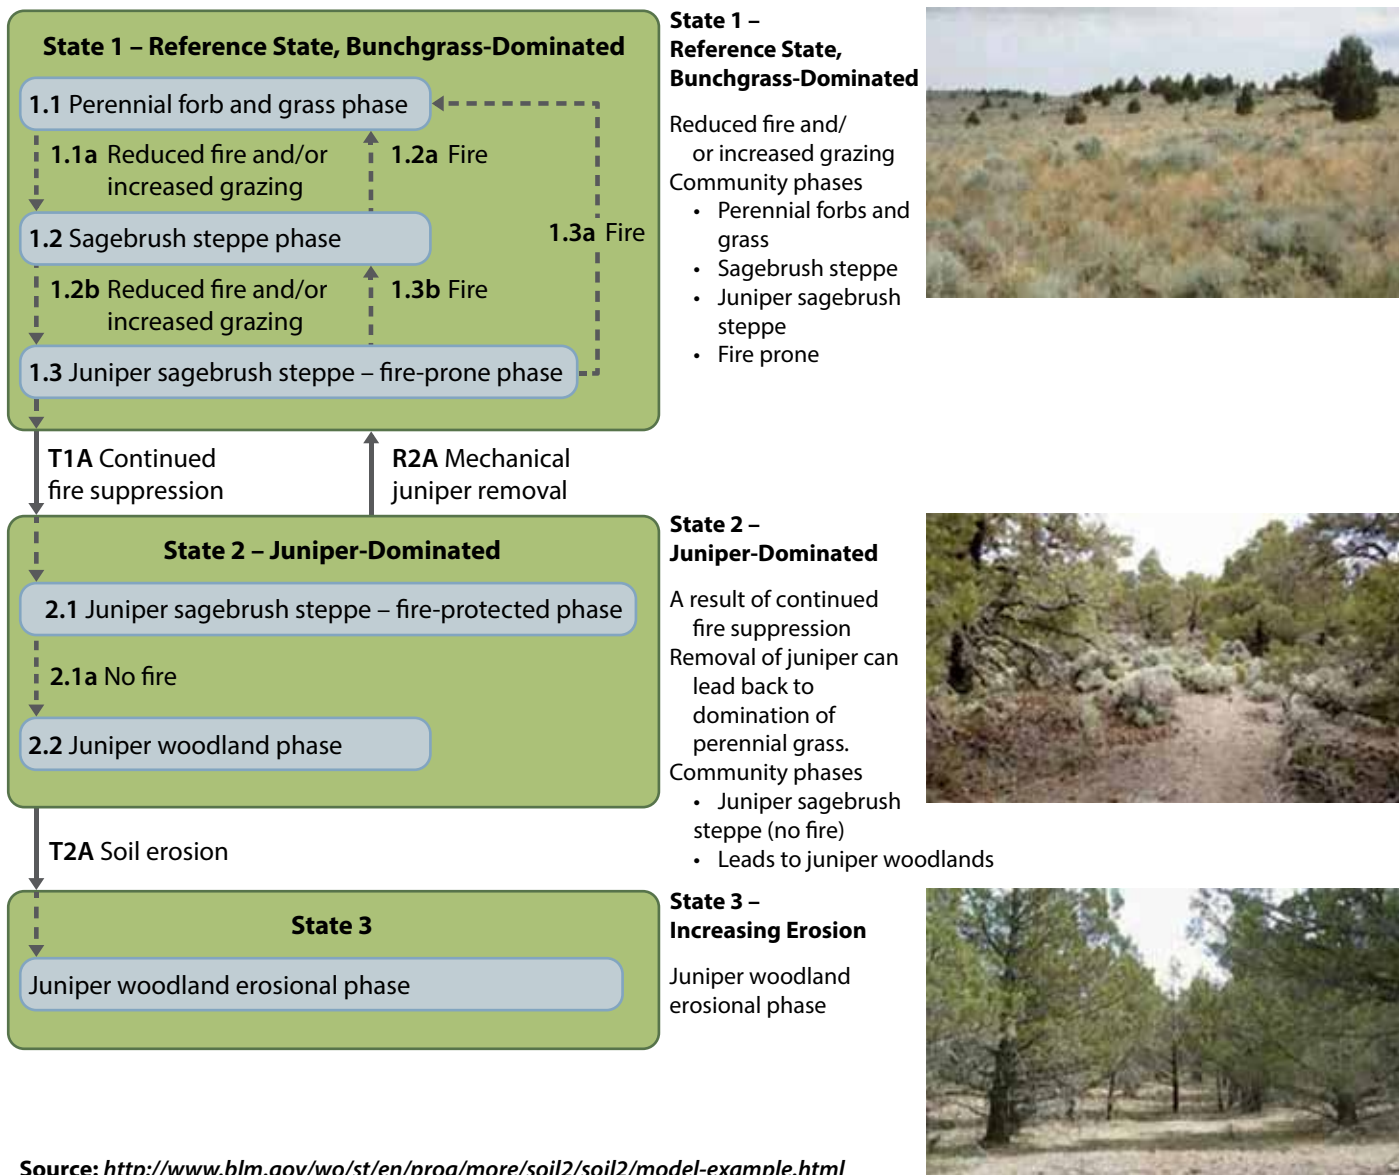 State 1 – Reference State, Bunchgrass-Dominated
1.1 Perennial forb and grass phase
1.1a Reduced fire and/or
increased grazing
1.2a Fire
1.2 Sagebrush steppe phase
1.3a Fire
1.2b Reduced fire and/or
increased grazing
1.3b Fire
1.3 Juniper sagebrush steppe – fire-prone phase
T1A Continued
fire suppression
R2A Mechanical
juniper removal
State 2 – Juniper-Dominated
2.1 Juniper sagebrush steppe – fire-protected phase
2.1a No fire
2.2 Juniper woodland phase
T2A Soil erosion
State 3
Juniper woodland erosional phase
State 1 –
Reference State,
Bunchgrass-Dominated
Reduced fire and/
or increased grazing
Community phases
• Perennial forbs and
grass
• Sagebrush steppe
• Juniper sagebrush
steppe
• Fire prone
State 2 –
Juniper-Dominated
A result of continued
fire suppression
Removal of juniper can
lead back to
domination of
perennial grass.
Community phases
• Juniper sagebrush
steppe (no fire)
• Leads to juniper woodlands
State 3 –
Increasing Erosion
Juniper woodland
erosional phase
Source: http://www.blm.gov/wo/st/en/prog/more/soil2/soil2/model-example.html